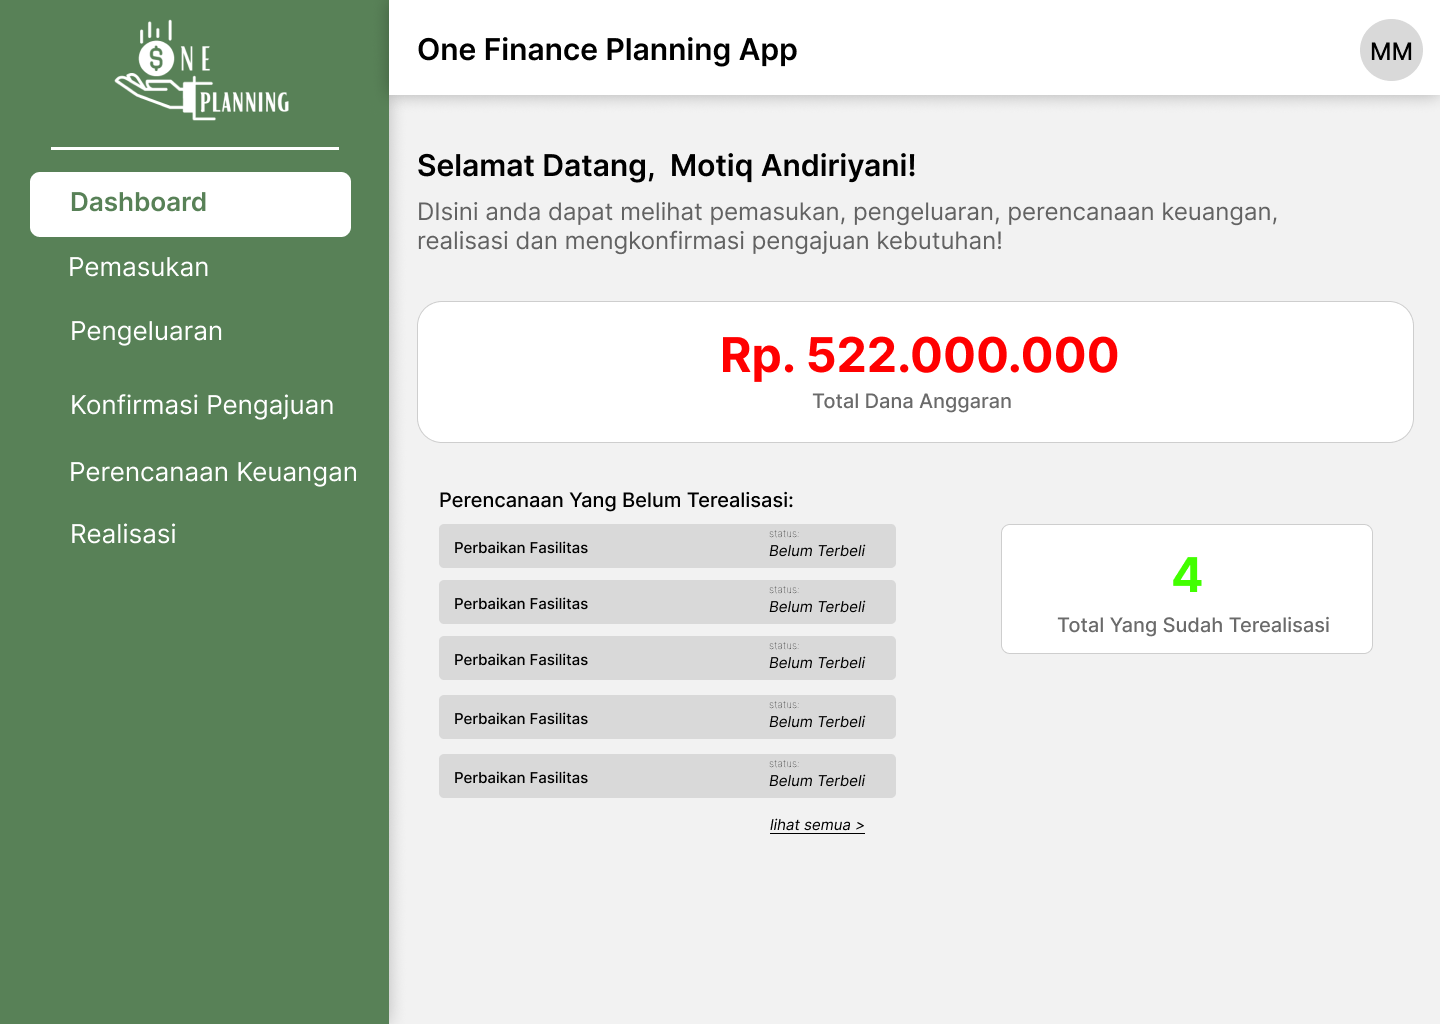 $ NE
PLANNING
Dashboard
Pemasukan
Pengeluaran
Konfirmasi Pengajuan
Perencanaan Keuangan
Realisasi
One Finance Planning App
MM
Selamat Datang,  Motiq Andiriyani!
DIsini anda dapat melihat pemasukan, pengeluaran, perencanaan keuangan,
realisasi dan mengkonfirmasi pengajuan kebutuhan!
Rp. 522.000.000
Total Dana Anggaran
Perencanaan Yang Belum Terealisasi:
status:
Perbaikan Fasilitas Belum Terbeli
status:
Perbaikan Fasilitas Belum Terbeli
status:
Perbaikan Fasilitas Belum Terbeli
status:
Perbaikan Fasilitas Belum Terbeli
status:
Perbaikan Fasilitas Belum Terbeli
lihat semua >
4
Total Yang Sudah Terealisasi